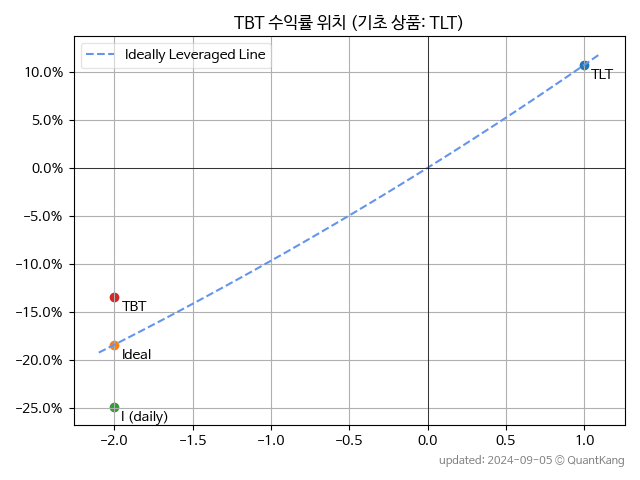 TBT 수익률 위치 (기초 상품: TLT)
Ideally Leveraged Line
10.0%
5.0%
0.0%
−5.0%
−10.0%
−15.0%
−20.0%
−25.0%
TLT
TBT
Ideal
I (daily)
−2.0 −1.5 −1.0 −0.5 0.0 0.5 1.0
updated: 2024-09-05 © QuantKang